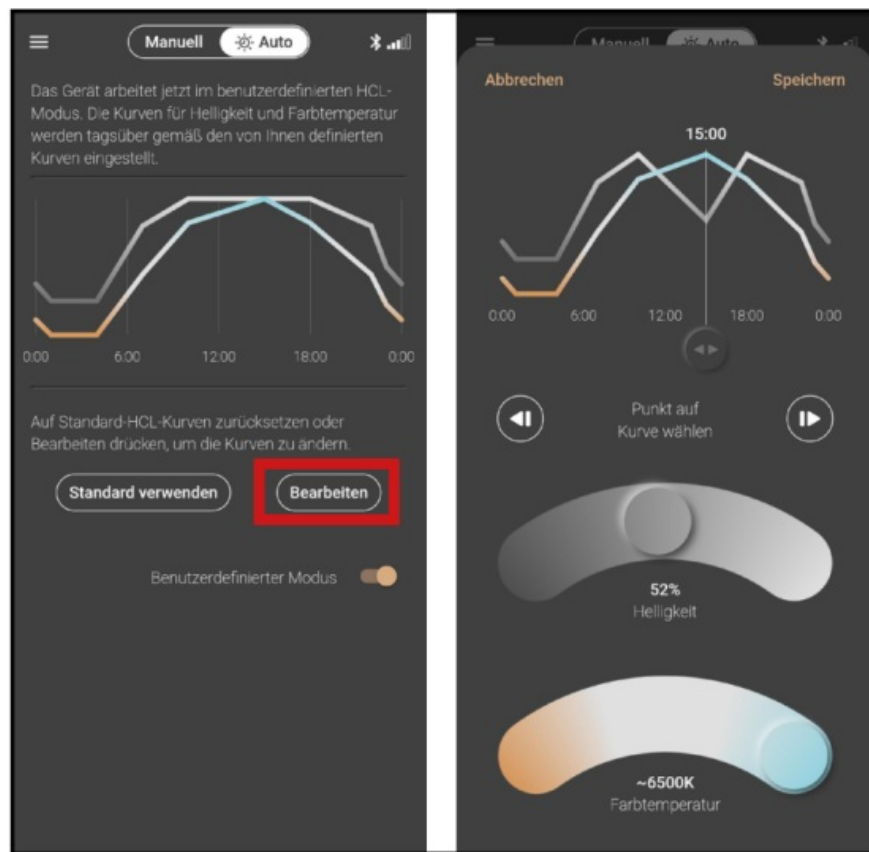 Manuell Auto
Das Gerät arbeitet jetzt im benutzerdefinierten HCL-
Modus. Die Kurven für Helligkeit und Farbtemperatur
werden tagsüber gemäß den von Ihnen definierten
Kurven eingestellt.
0:00 6:00 12:00 18:00 0:00
Auf Standard-HCL-Kurven zurücksetzen oder
Bearbeiten drücken, um die Kurven zu ändern.
Standard verwenden Bearbeiten
Benutzerdefinierter Modus
Manuell Auto
Abbrechen Speichern
15:00
0:00 6:00 12:00 18:00 0:00
Punkt auf
Kurve wählen
52%
Helligkeit
~6500K
Farbtemperatur